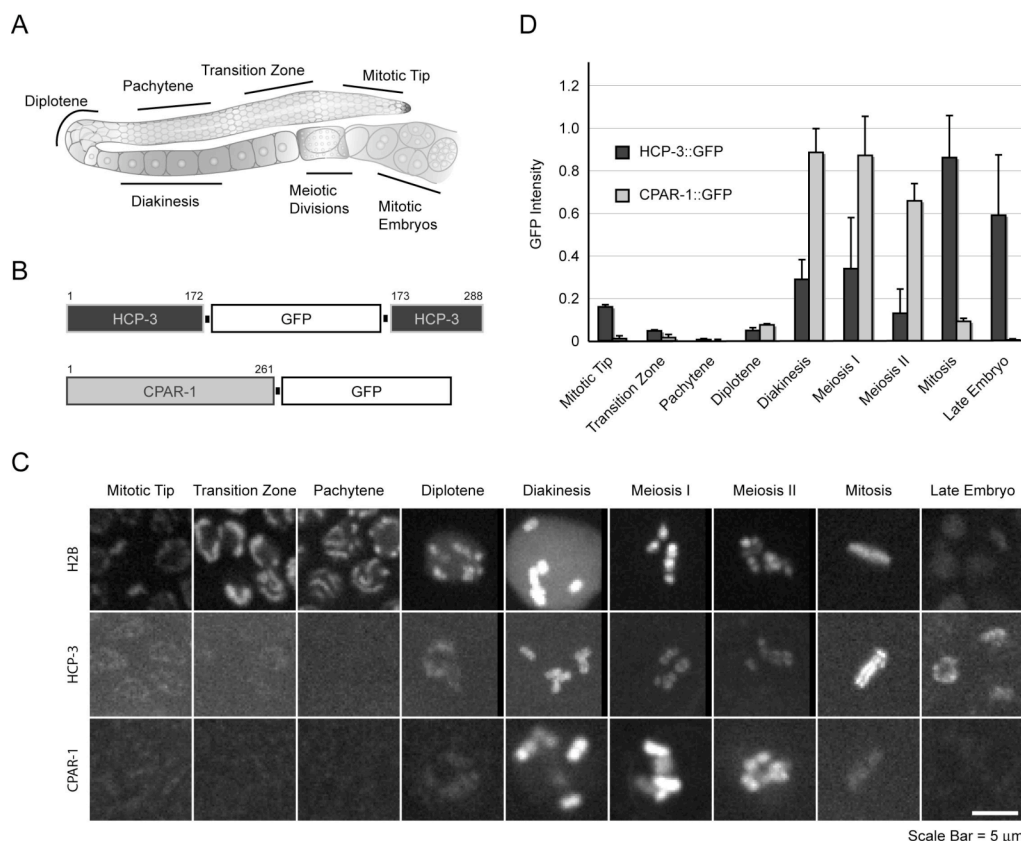 A
Diplotene
Pachytene
Transition Zone
Mitotic Tip
Diakinesis
Meiotic
Divisions
Mitotic
Embryos
B
1 172 173 288
HCP-3 GFP HCP-3
1 261
CPAR-1 GFP
D
GFP Intensity
1.2
1.0
0.8
0.6
0.4
0.2
0
HCP-3::GFP
CPAR-1::GFP
Mitotic Tip
Transition Zone
Pachytene
Diplotene
Diakinesis
Meiosis I
Meiosis II
Mitosis
Late Embryo
C
Mitotic Tip Transition Zone Pachytene Diplotene Diakinesis Meiosis I Meiosis II Mitosis Late Embryo
H2B
HCP-3
CPAR-1
Scale Bar = 5 μm